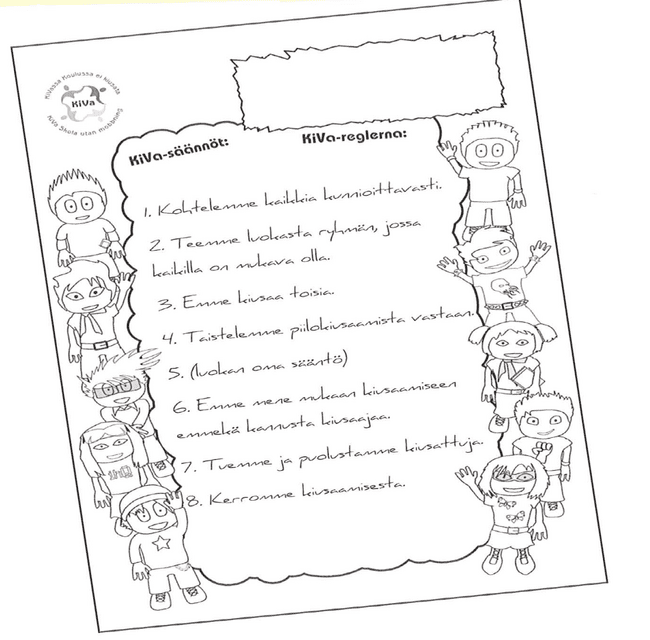 KiVassa koulussa ei kiusata
KiVa
KiVa Skola utan mobbning
KiVa-säännöt: KiVa-reglerna:
1. Kohtelemme kaikkia kunnioittavasti.
2. Teemme luokasta ryhmän, jossa
kaikilla on mukava olla.
3. Emme kiusaa toisia.
4. Taistelemme piilokiusaamista vastaan.
5. (luokan oma sääntö)
6. Emme mene mukaan kiusaamiseen
emmekä kannusta kiusaajaa.
7. Tuemme ja puolustamme kiusattuja.
8. Kerromme kiusaamisesta.